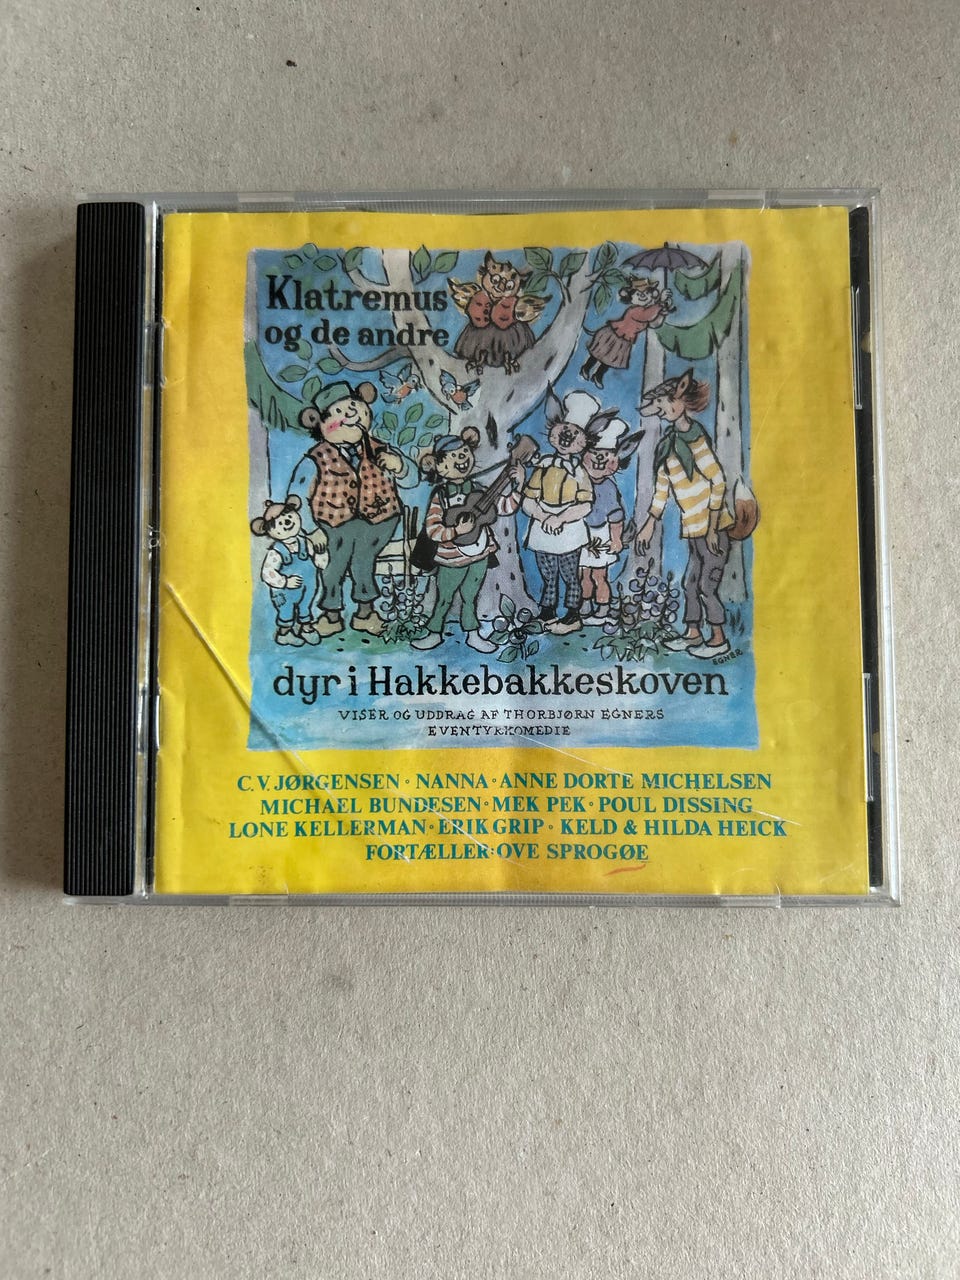 Klatremus
og de andre
EGNER
dyr i Hakkebakkeskoven
VISER OG UDDRAG AF THORBJØRN EGNERS
EVENTYRKOMEDIE
C.V. JØRGENSEN · NANNA · ANNE DORTE MICHELSEN
MICHAEL BUNDESEN · MEK PEK · POUL DISSING
LONE KELLERMAN · ERIK GRIP · KELD & HILDA HEICK
FORTÆLLER: OVE SPROGØE